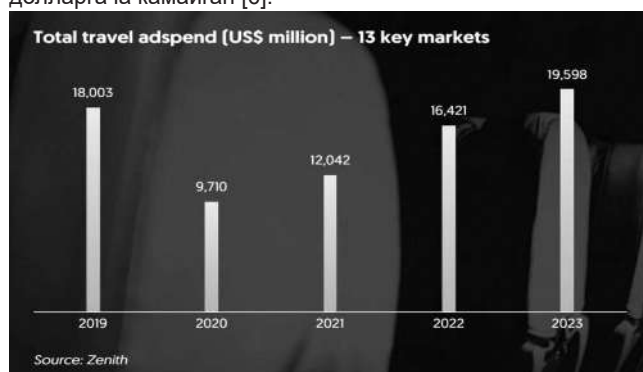 Total travel adspend (US$ million) – 13 key markets
19,598
18,003
16,421
12,042
9,710
2019 2020 2021 2022 2023
Source: Zenith